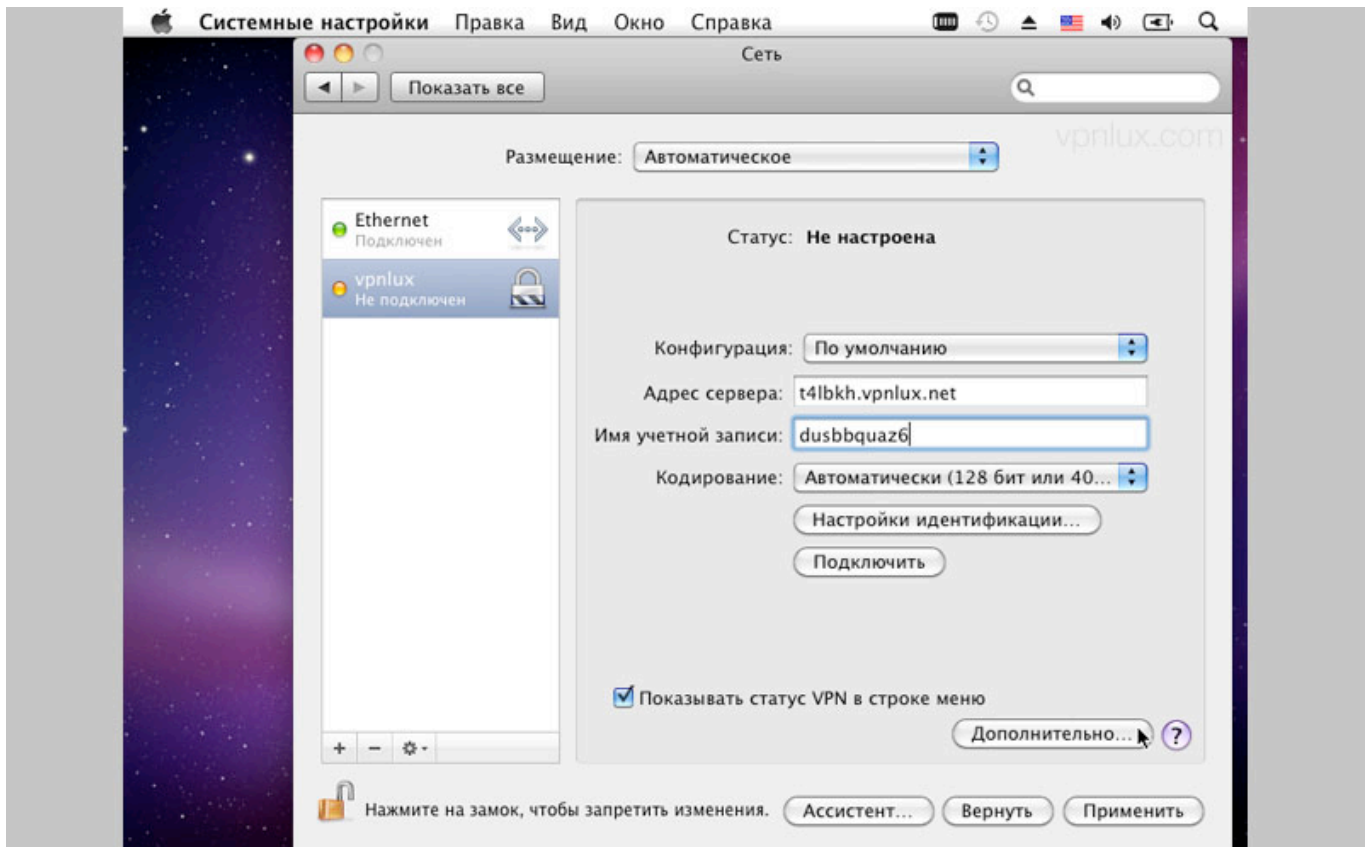 Системные настройки Правка Вид Окно Справка
Сеть
Показать все
vpnlux.com
Размещение: Автоматическое
Ethernet
Подключен
vpnlux
Не подключен
Статус: Не настроена
Конфигурация: По умолчанию
Адрес сервера: t4lbkh.vpnlux.net
Имя учетной записи: dusbbquaz6
Кодирование: Автоматически (128 бит или 40...
Настройки идентификации...
Подключить
Показывать статус VPN в строке меню
Дополнительно... ?
Нажмите на замок, чтобы запретить изменения. Ассистент... Вернуть Применить